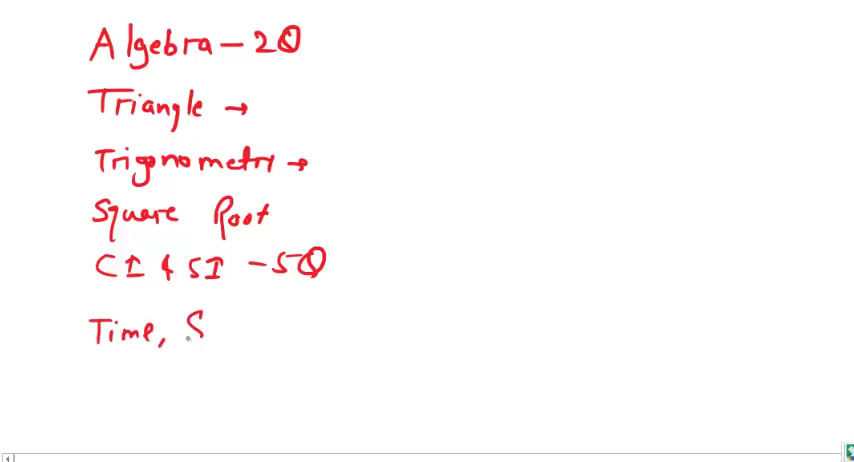 Algebra - 2Q
Triangle →
Trigonometry →
Square Root
CI & SI - 5Q
Time, S